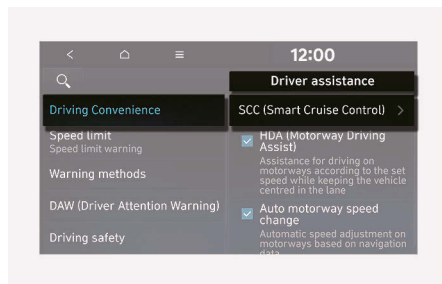 12:00
Driver assistance
Driving Convenience
Speed limit
Speed limit warning
Warning methods
DAW (Driver Attention Warning)
Driving safety
SCC (Smart Cruise Control) >
HDA (Motorway Driving
Assist)
Assistance for driving on
motorways according to the set
speed while keeping the vehicle
centred in the lane
Auto motorway speed
change
Automatic speed adjustment on
motorways based on navigation
data